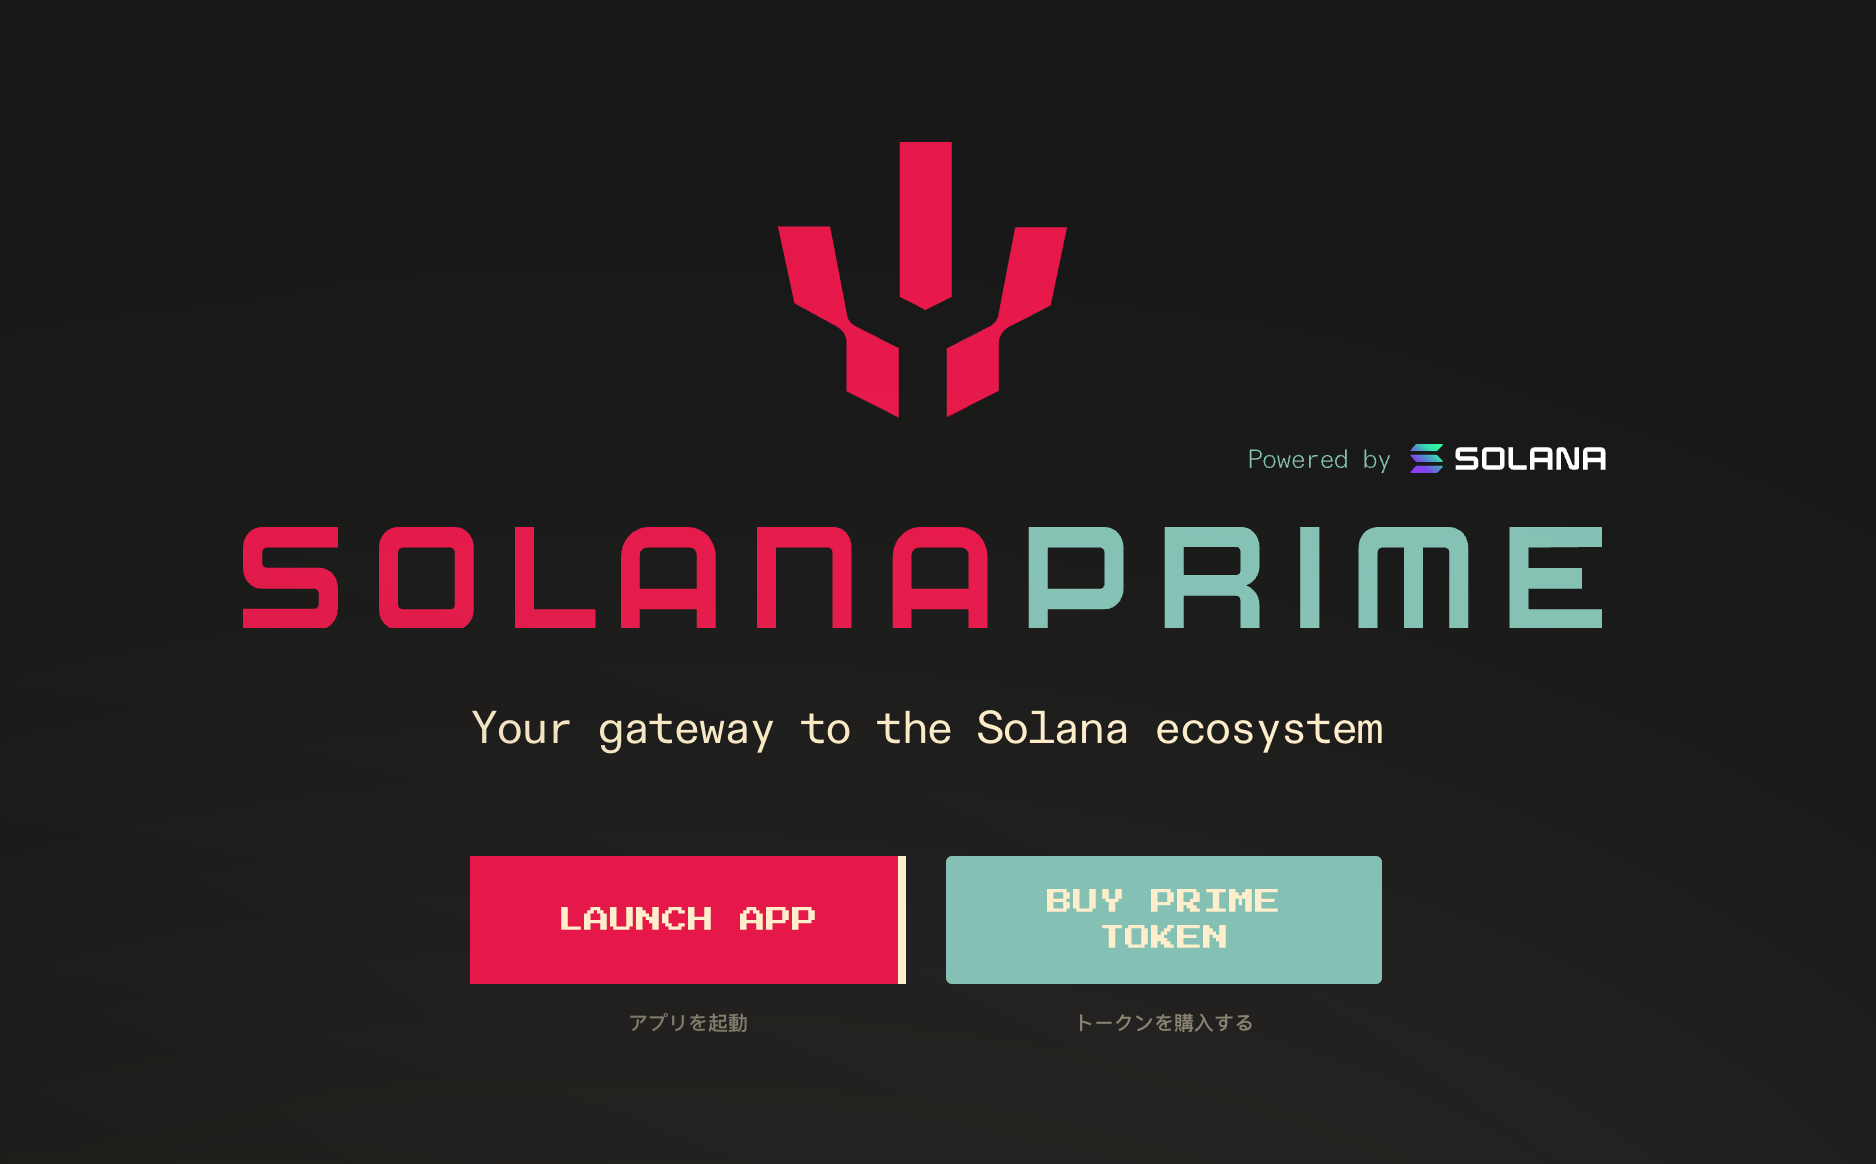 Powered by SOLANA
SOLANAPRIME
Your gateway to the Solana ecosystem
LAUNCH APP
アプリを起動
BUY PRIME
TOKEN
トークンを購入する